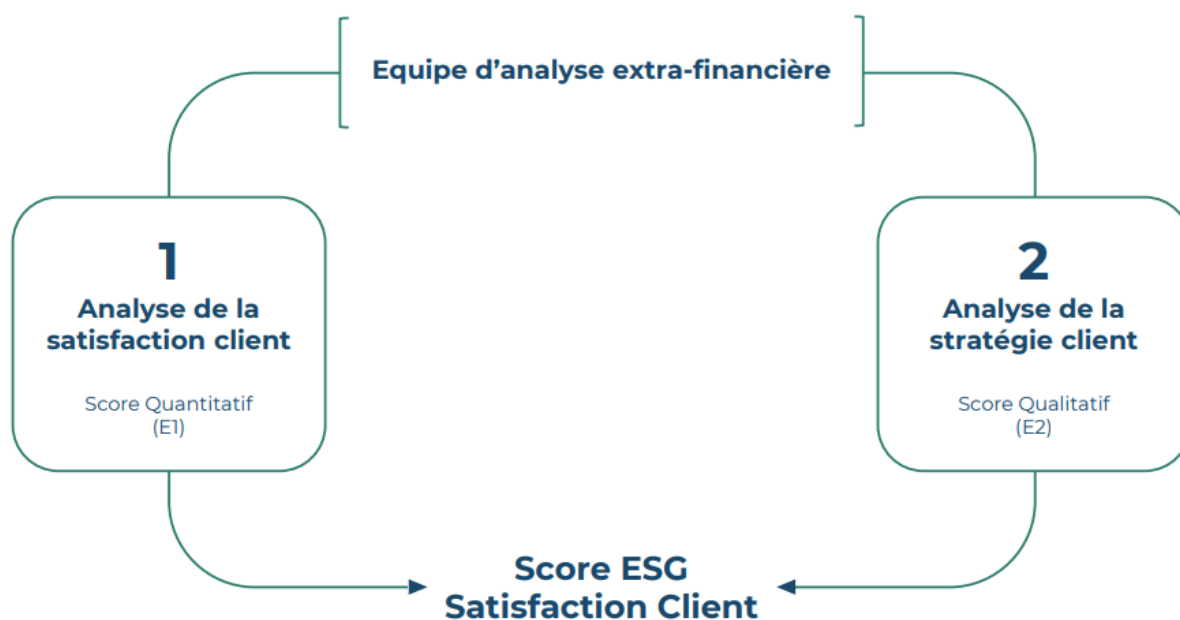 Equipe d’analyse extra-financière
1
Analyse de la
satisfaction client
Score Quantitatif
(E1)
2
Analyse de la
stratégie client
Score Qualitatif
(E2)
Score ESG
Satisfaction Client